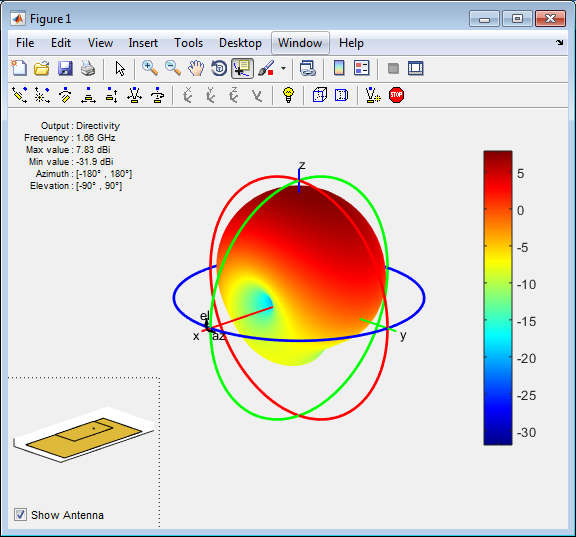 Figure 1
File Edit View Insert Tools Desktop Window Help
STOP
Output : Directivity
Frequency : 1.66 GHz
Max value : 7.83 dBi
Min value : -31.9 dBi
Azimuth : [-180° , 180°]
Elevation : [-90° , 90°]
z
el
x az
y
5
0
-5
-10
-15
-20
-25
-30
Show Antenna